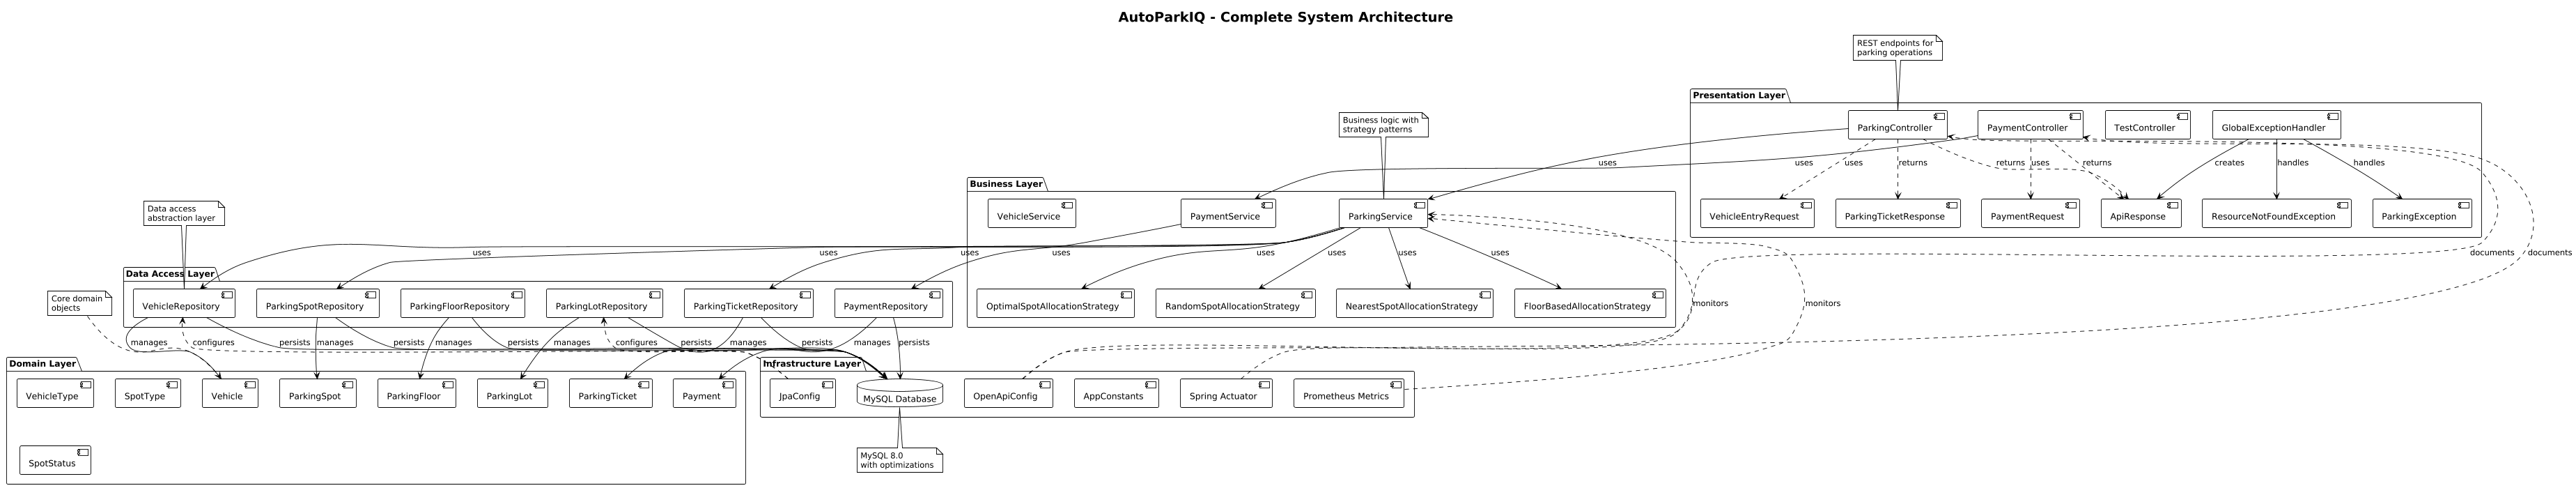 AutoParkIQ - Complete System Architecture
REST endpoints for
parking operations
Presentation Layer
ParkingController
PaymentController
TestController
GlobalExceptionHandler
Business logic with
strategy patterns
uses
uses
returns
returns
uses
returns
creates
handles
handles
Business Layer
VehicleService
PaymentService
ParkingService
VehicleEntryRequest
ParkingTicketResponse
PaymentRequest
ApiResponse
ResourceNotFoundException
ParkingException
Data access
abstraction layer
uses
uses
uses
uses
uses
uses
uses
uses
documents
documents
Data Access Layer
VehicleRepository
ParkingSpotRepository
ParkingFloorRepository
ParkingLotRepository
ParkingTicketRepository
PaymentRepository
OptimalSpotAllocationStrategy
RandomSpotAllocationStrategy
NearestSpotAllocationStrategy
FloorBasedAllocationStrategy
monitors
monitors
Core domain
objects
manages
configures
persists
manages
persists
manages
persists
manages
configures
persists
manages
persists
manages
persists
Domain Layer
VehicleType
SpotType
Vehicle
ParkingSpot
ParkingFloor
ParkingLot
ParkingTicket
Payment
SpotStatus
Infrastructure Layer
JpaConfig
MySQL Database
OpenApiConfig
AppConstants
Spring Actuator
Prometheus Metrics
MySQL 8.0
with optimizations